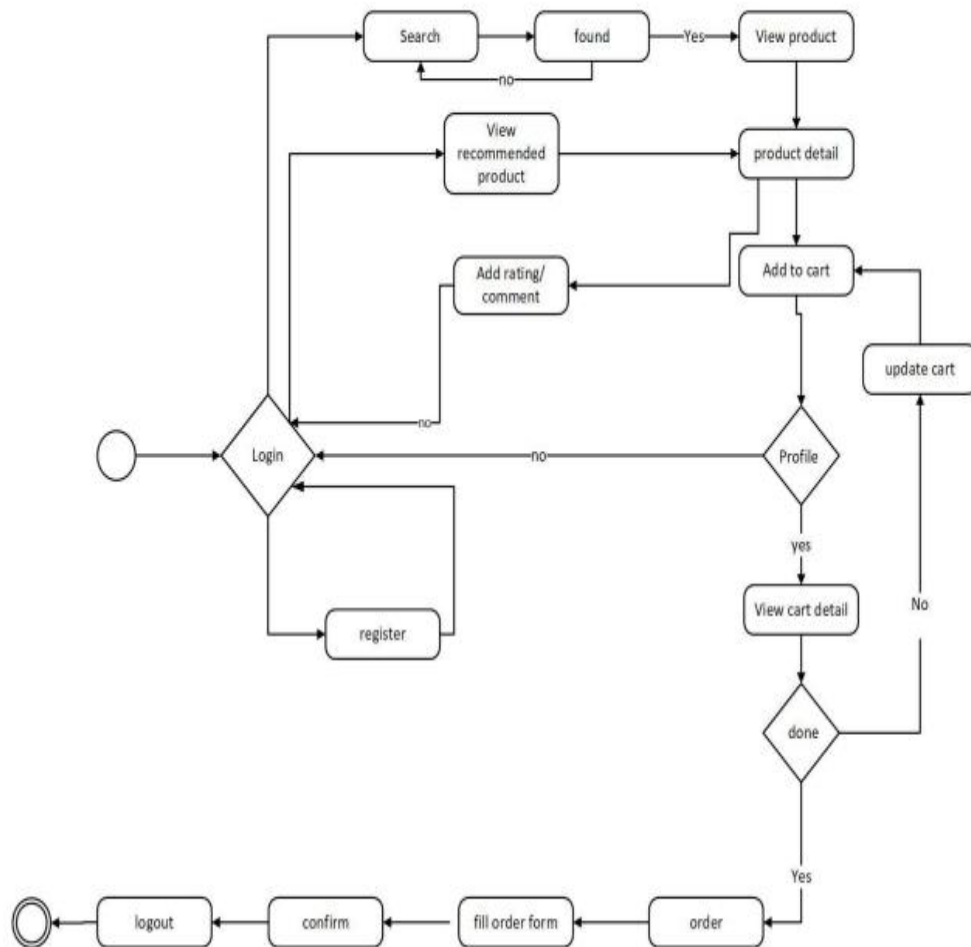 Search
found
Yes
View product
no
View
recommended
product
product detail
Add rating/
comment
Add to cart
update cart
no
Login
no
Profile
yes
register
View cart detail
No
done
Yes
logout
confirm
fill order form
order